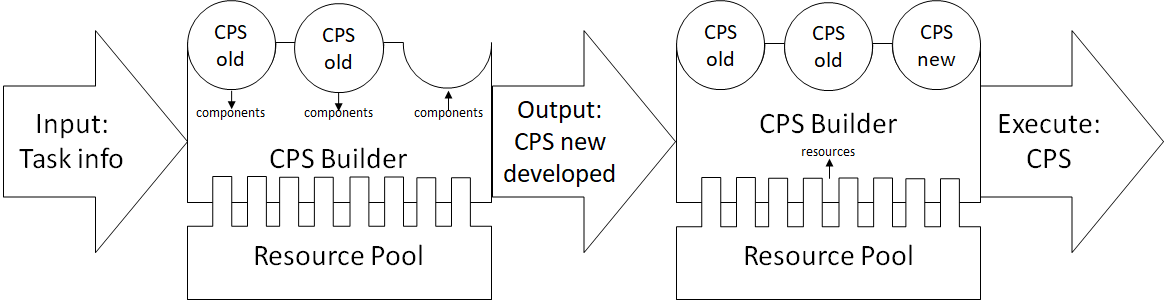 Input:
Task info
CPS
old
CPS
old
components
components
components
CPS Builder
Resource Pool
Output:
CPS new
developed
CPS
old
CPS
old
CPS
new
CPS Builder
resources
Resource Pool
Execute:
CPS